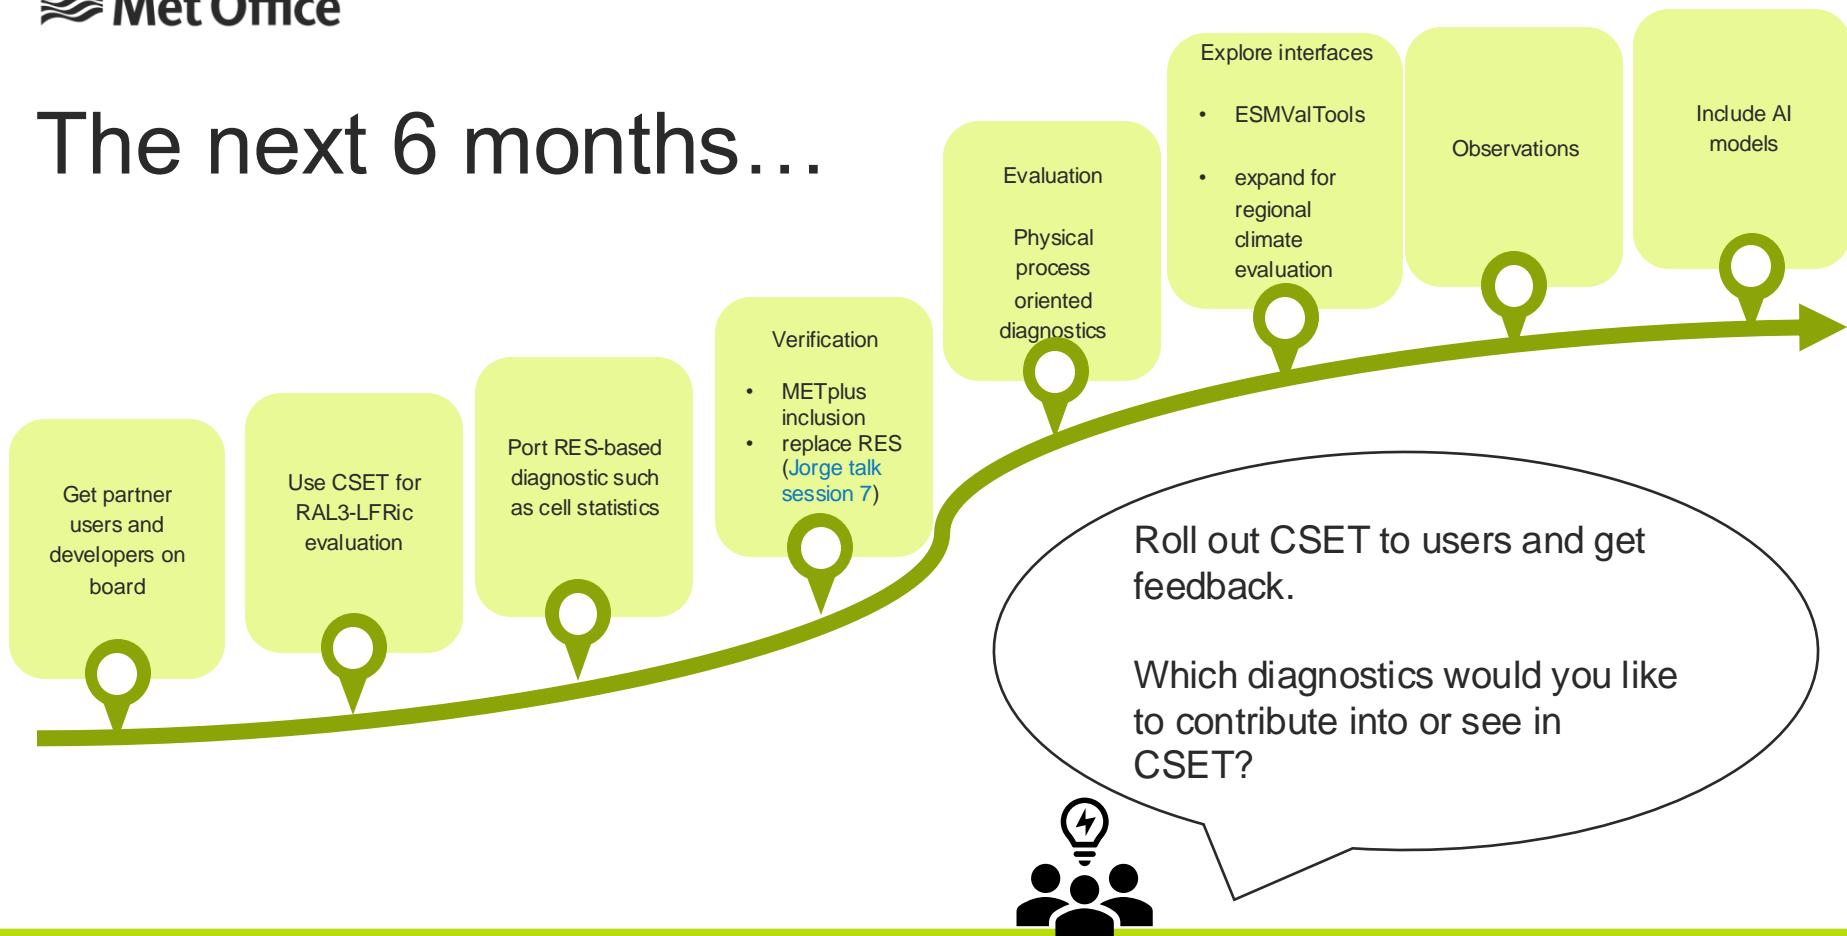 Met Office
The next 6 months…
Get partner
users and
developers on
board
Use CSET for
RAL3-LFRic
evaluation
Port RES-based
diagnostic such
as cell statistics
Verification
• METplus
inclusion
• replace RES
(Jorge talk
session 7)
Evaluation
Physical
process
oriented
diagnostics
Explore interfaces
• ESMValTools
• expand for
regional
climate
evaluation
Observations
Include AI
models
Roll out CSET to users and get
feedback.
Which diagnostics would you like
to contribute into or see in
CSET?